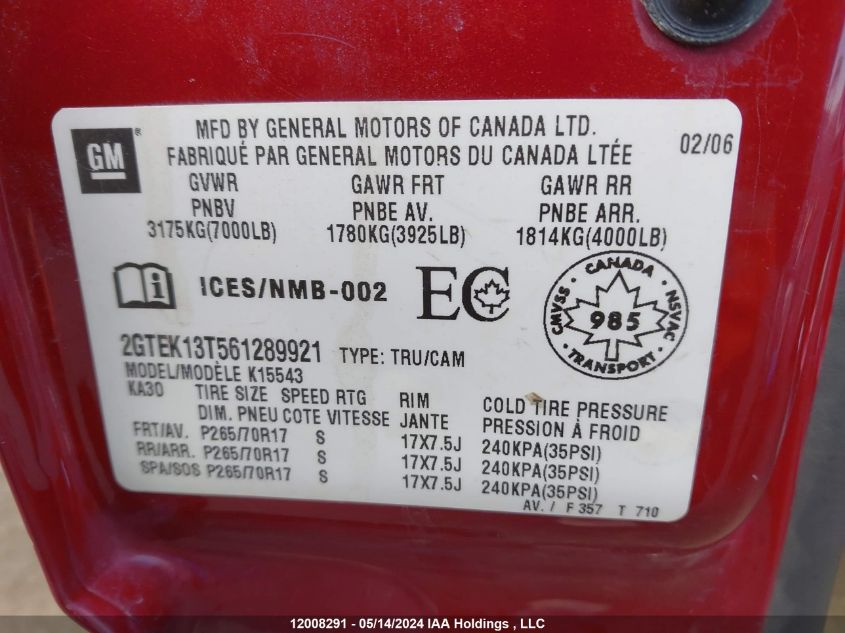 GM ®
MFD BY GENERAL MOTORS OF CANADA LTD.
FABRIQUÉ PAR GENERAL MOTORS DU CANADA LTÉE
02/06
GVWR GAWR FRT GAWR RR
PNBV PNBE AV. PNBE ARR.
3175KG(7000LB) 1780KG(3925LB) 1814KG(4000LB)
i ICES/NMB-002 EC
CANADA
CMVSS 985 NSVAC
TRANSPORT
2GTEK13T561289921 TYPE: TRU/CAM
MODEL/MODÈLE K15543
KA30 TIRE SIZE SPEED RTG RIM COLD TIRE PRESSURE
DIM. PNEU COTE VITESSE JANTE PRESSION À FROID
FRT/AV. P265/70R17 S 17X7.5J 240KPA(35PSI)
RR/ARR. P265/70R17 S 17X7.5J 240KPA(35PSI)
SPA/SOS P265/70R17 S 17X7.5J 240KPA(35PSI)
AV. / F 357 T 710
12008291 - 05/14/2024 IAA Holdings , LLC